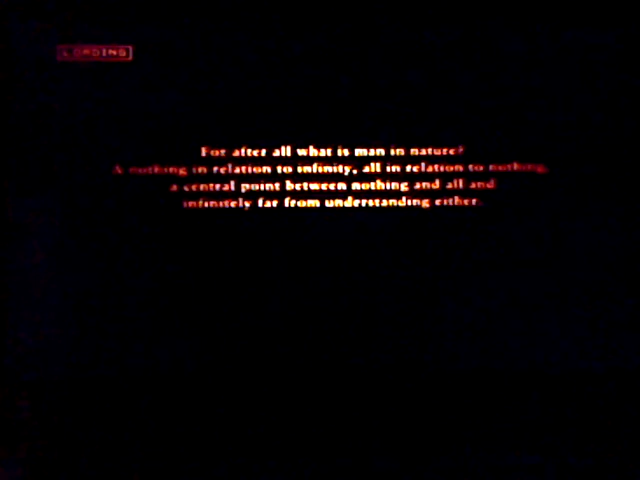 LOADING
For after all what is man in nature?
A nothing in relation to infinity, all in relation to nothing,
a central point between nothing and all and
infinitely far from understanding either.